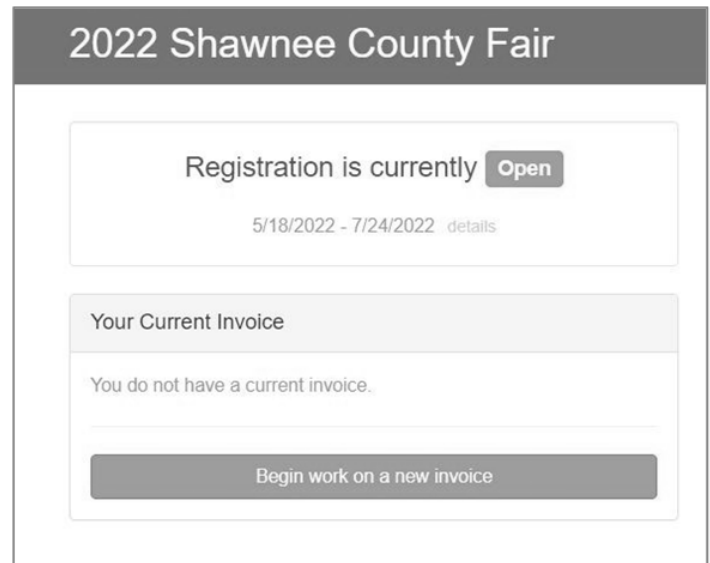 2022 Shawnee County Fair
Registration is currently Open
5/18/2022 - 7/24/2022 details
Your Current Invoice
You do not have a current invoice.
Begin work on a new invoice